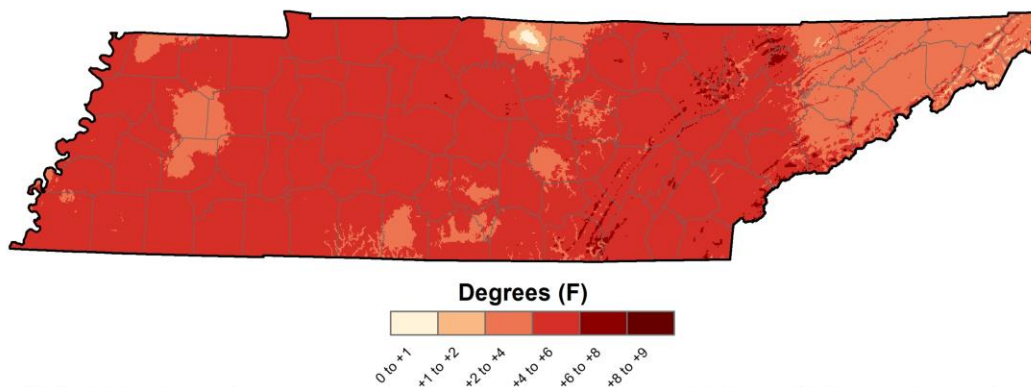 Degrees (F)
0 to +1
+1 to +2
+2 to +4
+4 to +6
+6 to +8
+8 to +9